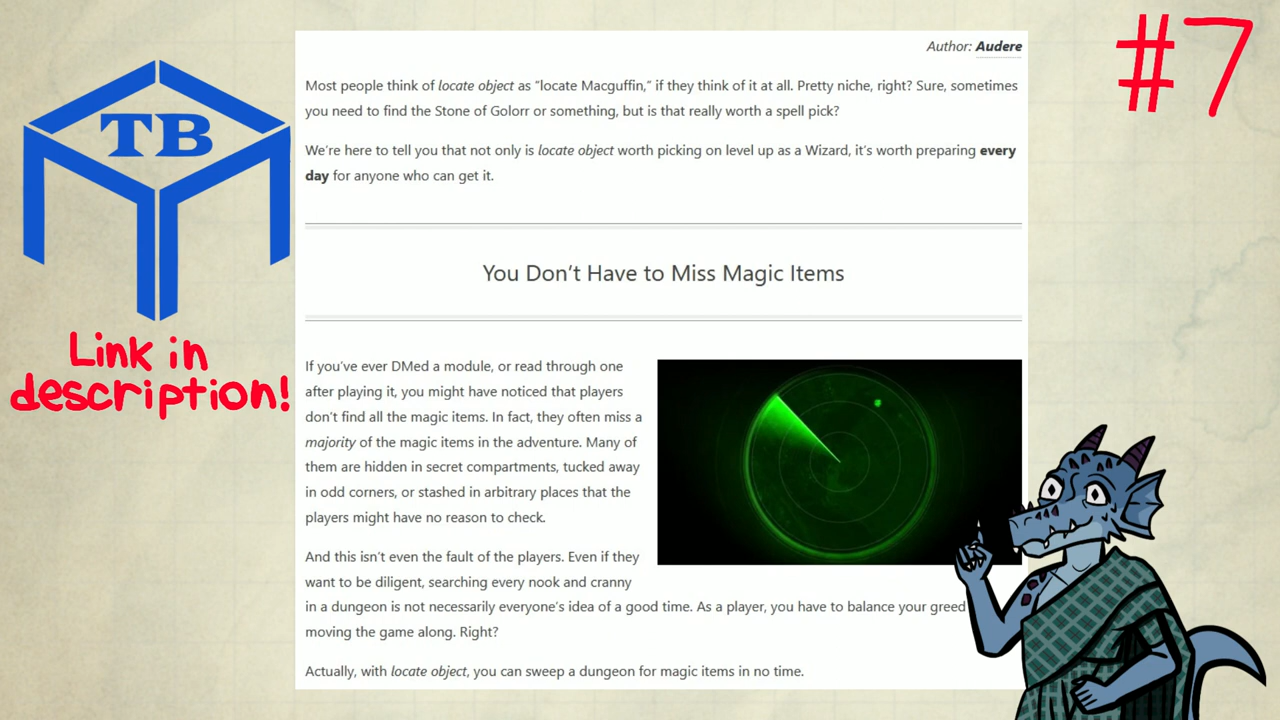 #7
TB
Link in
description!
Author: Audere
Most people think of locate object as “locate Macguffin,” if they think of it at all. Pretty niche, right? Sure, sometimes
you need to find the Stone of Golorr or something, but is that really worth a spell pick?
We’re here to tell you that not only is locate object worth picking on level up as a Wizard, it’s worth preparing every
day for anyone who can get it.
You Don’t Have to Miss Magic Items
If you’ve ever DMed a module, or read through one
after playing it, you might have noticed that players
don’t find all the magic items. In fact, they often miss a
majority of the magic items in the adventure. Many of
them are hidden in secret compartments, tucked away
in odd corners, or stashed in arbitrary places that the
players might have no reason to check.
And this isn’t even the fault of the players. Even if they
want to be diligent, searching every nook and cranny
in a dungeon is not necessarily everyone’s idea of a good time. As a player, you have to balance your greed
moving the game along. Right?
Actually, with locate object, you can sweep a dungeon for magic items in no time.